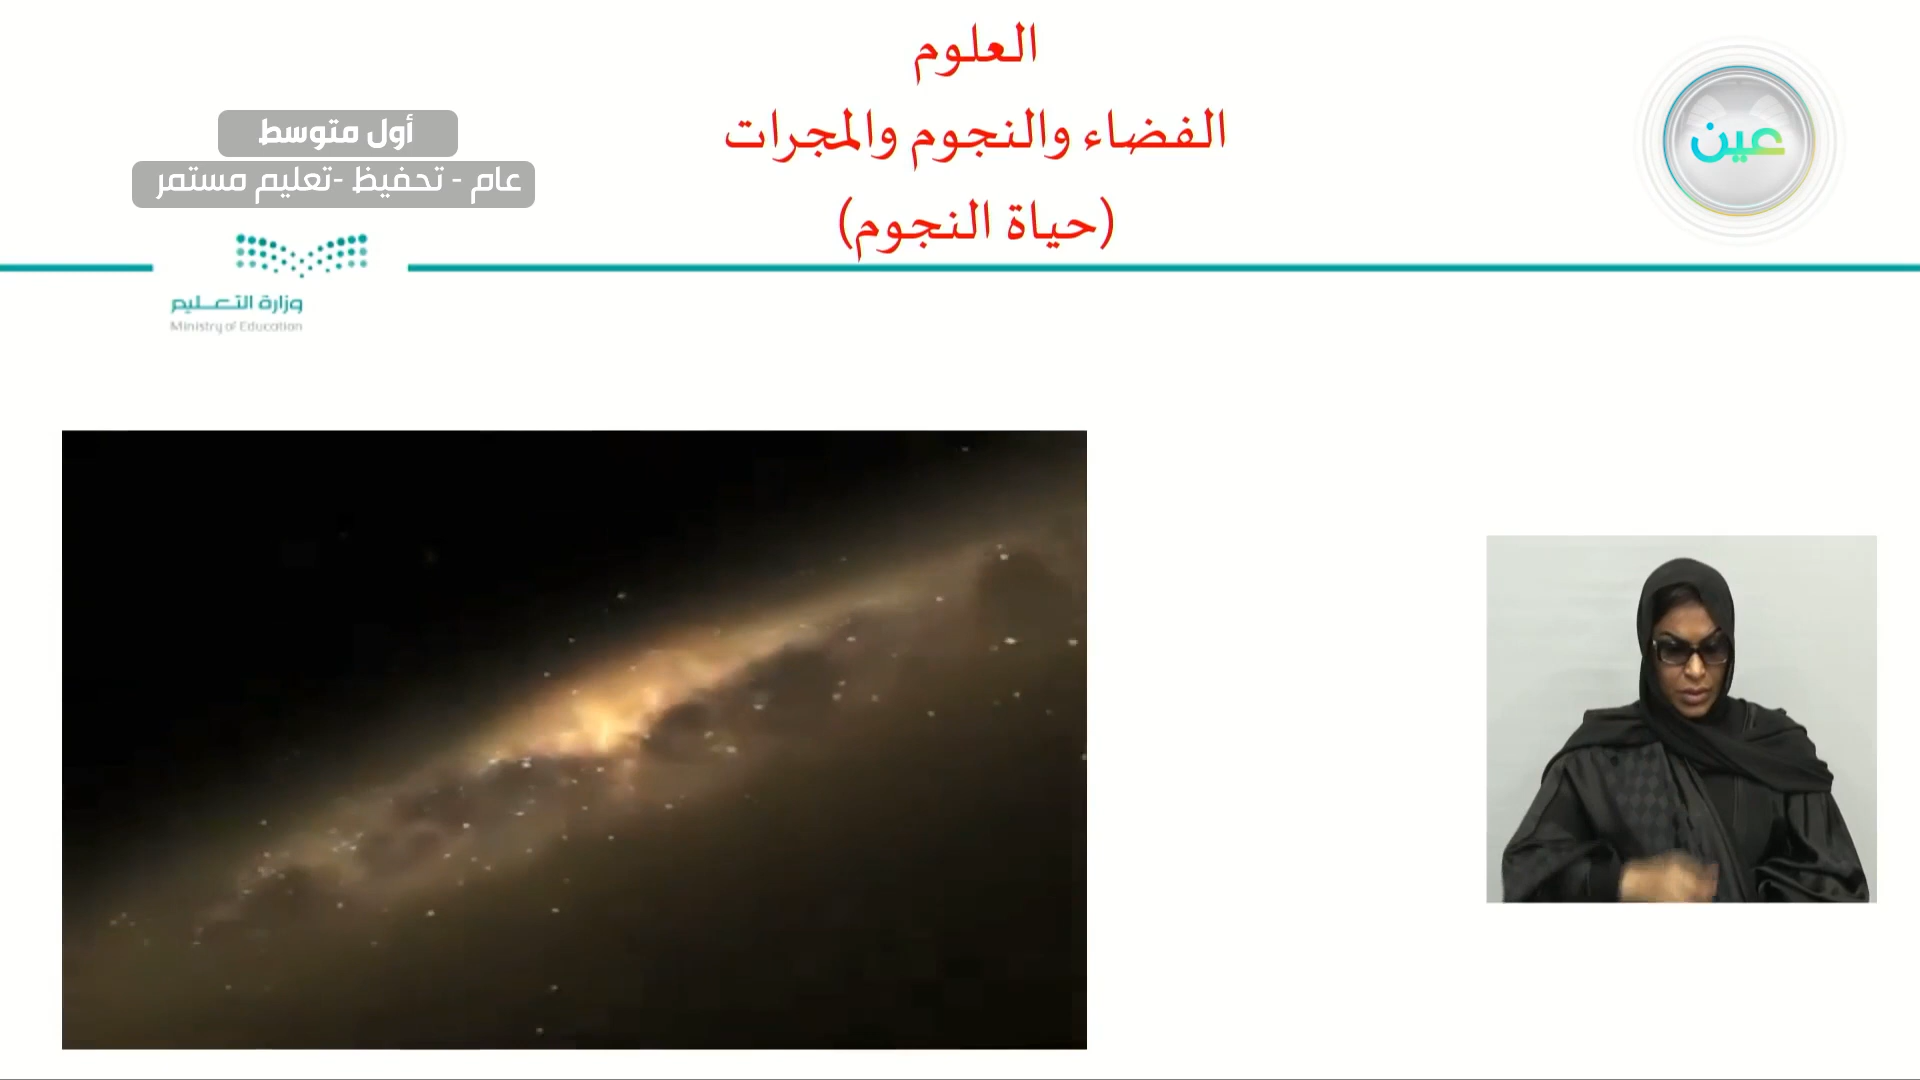 العلوم
الفضاء والنجوم والمجرات
(حياة النجوم)
عين
أول متوسط
عام - تحفيظ -تعليم مستمر
وزارة التعليم
Ministry of Education